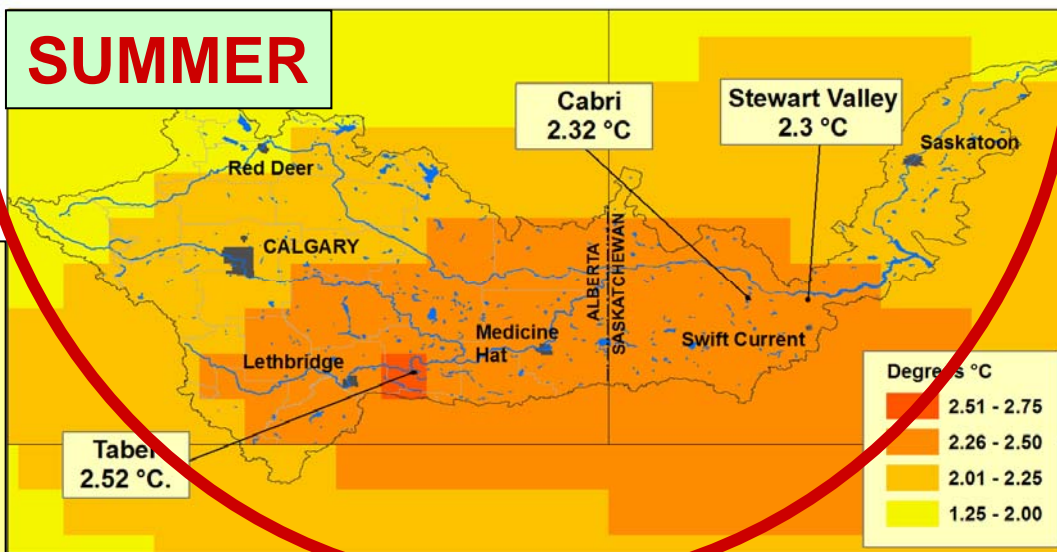 SUMMER
Cabri
2.32 °C
Stewart Valley
2.3 °C
Saskatoon
Red Deer
CALGARY
ALBERTA
SASKATCHEWAN
Medicine
Hat
Swift Current
Lethbridge
Taber
2.52 °C.
Degrees °C
2.51 - 2.75
2.26 - 2.50
2.01 - 2.25
1.25 - 2.00